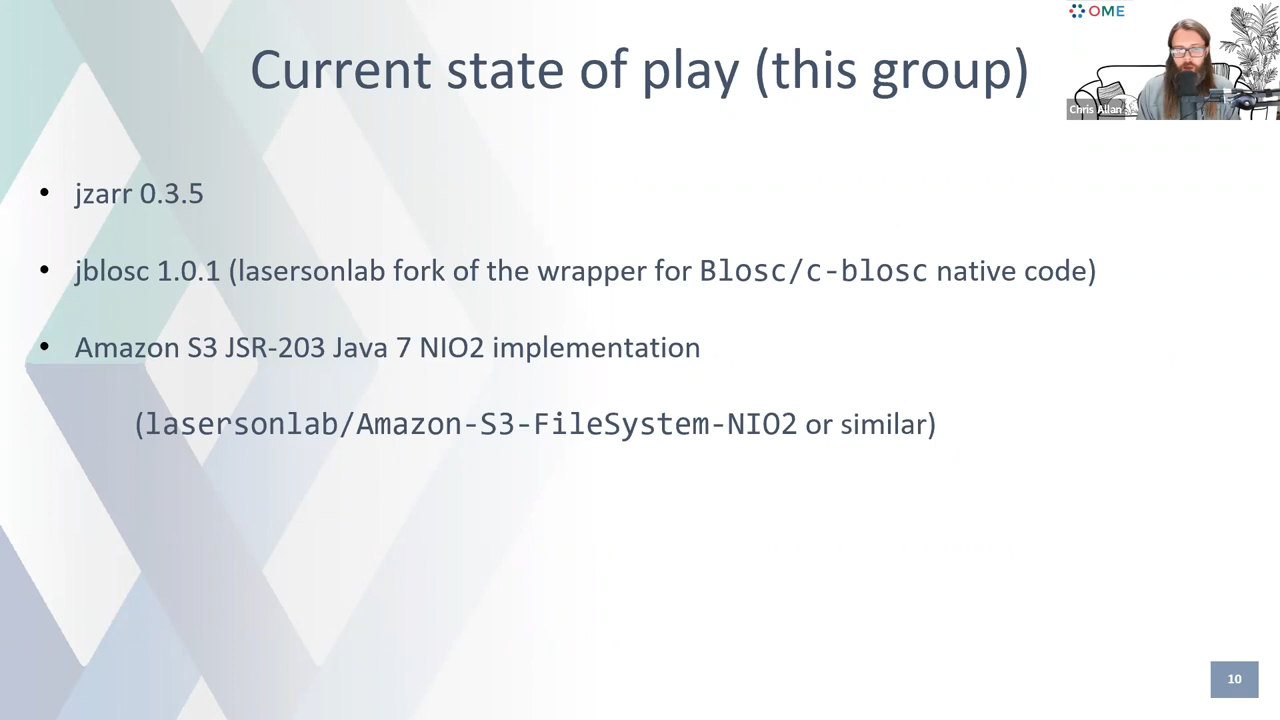 OME
Current state of play (this group)
Chris Allan
• jzarr 0.3.5
• jblosc 1.0.1 (lasersonlab fork of the wrapper for Blosc/c-blosc native code)
• Amazon S3 JSR-203 Java 7 NIO2 implementation
(lasersonlab/Amazon-S3-FileSystem-NIO2 or similar)
10